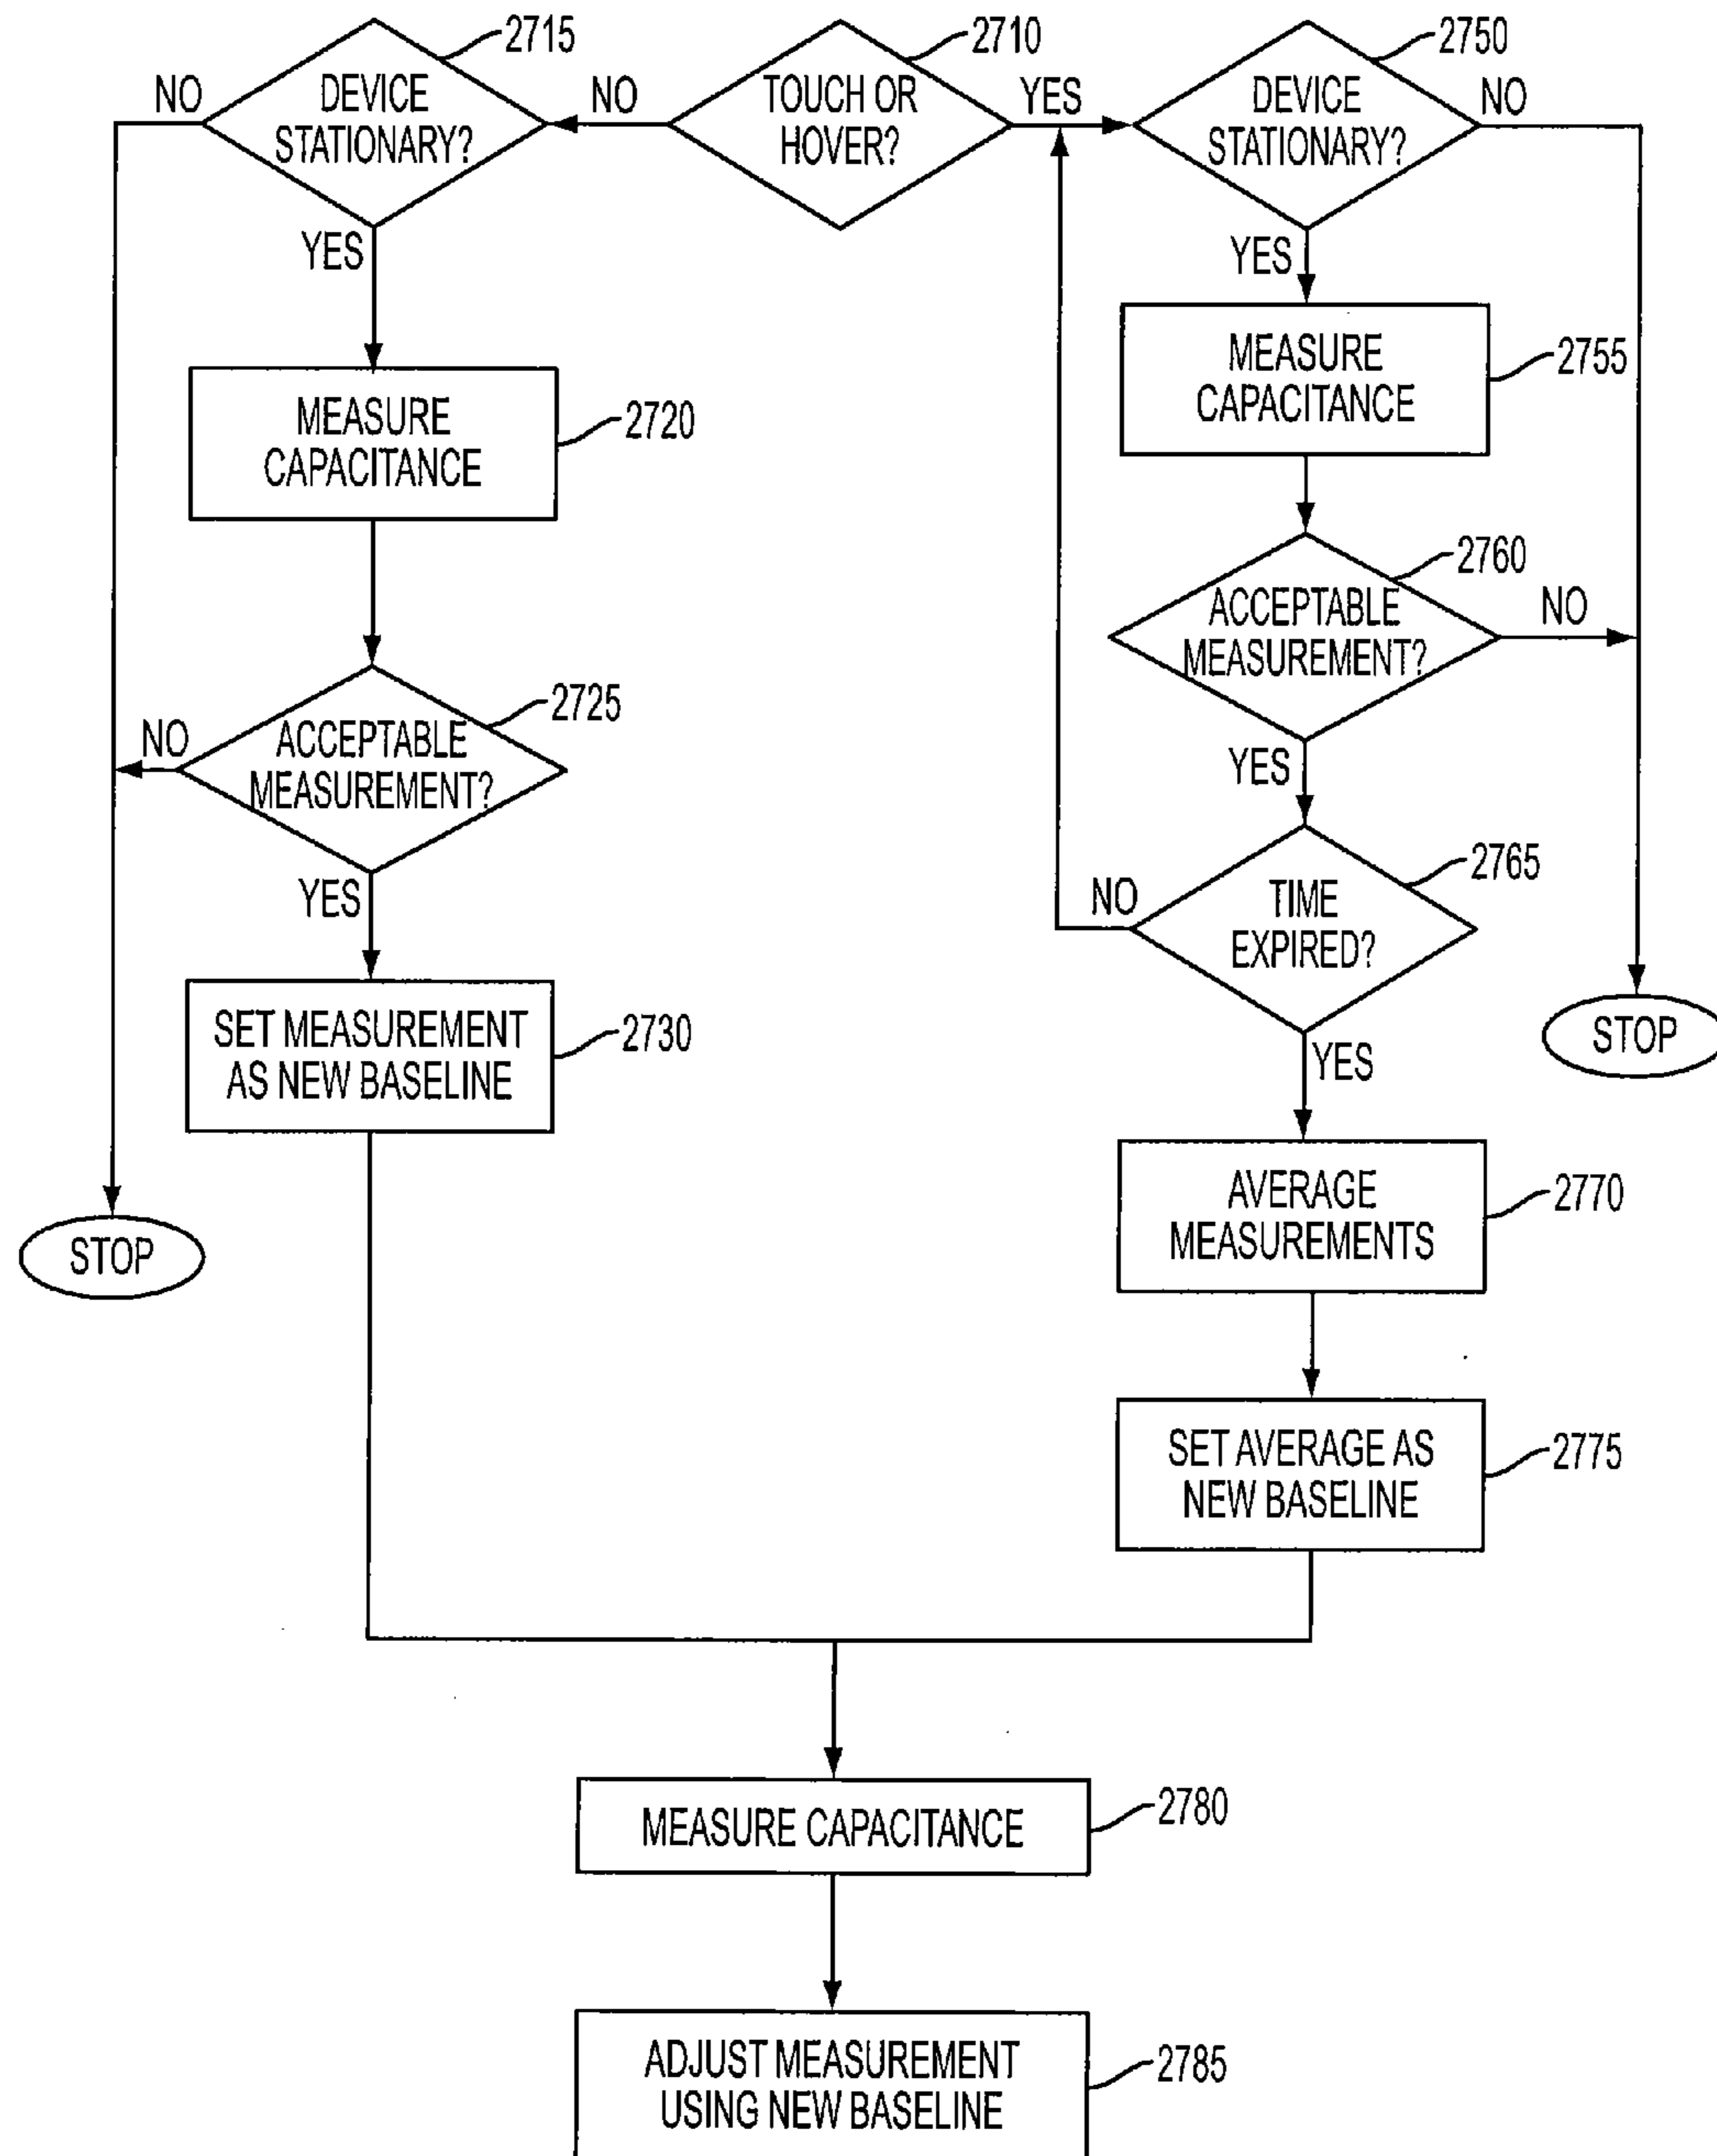 2715
DEVICE
STATIONARY?
NO
YES
2710
TOUCH OR
HOVER?
NO
YES
2750
DEVICE
STATIONARY?
NO
YES
MEASURE
CAPACITANCE
2720
MEASURE
CAPACITANCE
2755
ACCEPTABLE
MEASUREMENT?
2725
NO
YES
ACCEPTABLE
MEASUREMENT?
2760
NO
YES
TIME
EXPIRED?
2765
NO
YES
STOP
SET MEASUREMENT
AS NEW BASELINE
2730
STOP
AVERAGE
MEASUREMENTS
2770
SET AVERAGE AS
NEW BASELINE
2775
MEASURE CAPACITANCE
2780
ADJUST MEASUREMENT
USING NEW BASELINE
2785